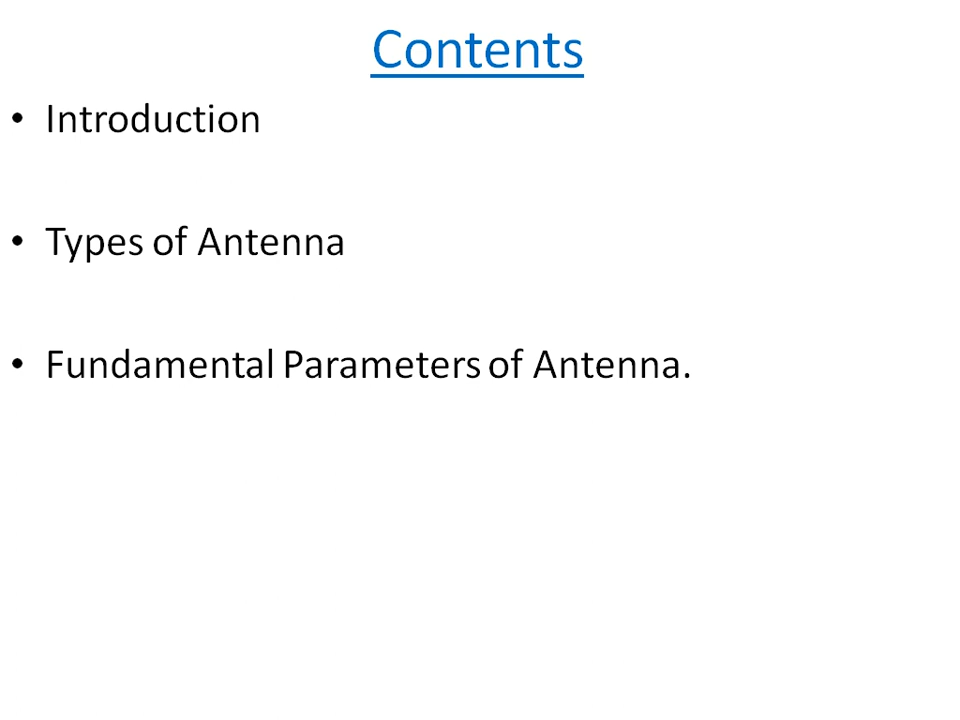 Contents
• Introduction
• Types of Antenna
• Fundamental Parameters of Antenna.